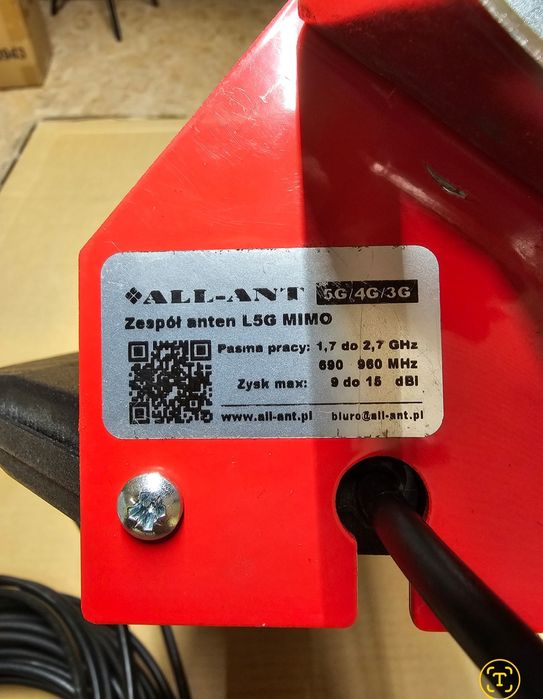 ALL-ANT 5G/4G/3G
Zespół anten L5G MIMO
Pasma pracy: 1,7 do 2,7 GHz
690 960 MHz
Zysk max: 9 do 15 dBi
www.all-ant.pl biuro@all-ant.pl
T